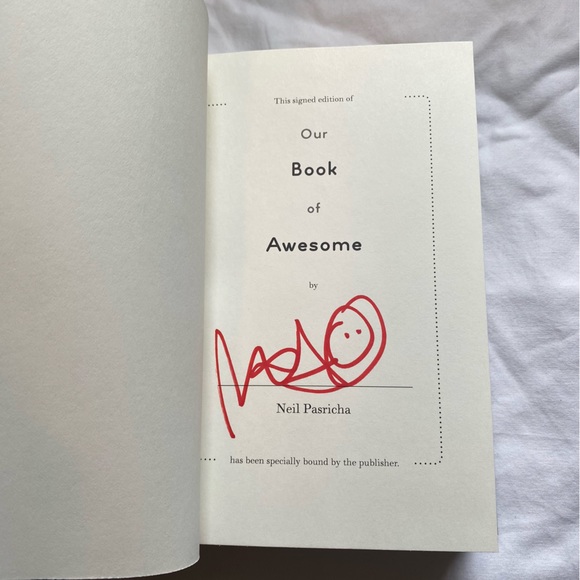 This signed edition of
Our
Book
of
Awesome
by
Neil Pasricha
has been specially bound by the publisher.